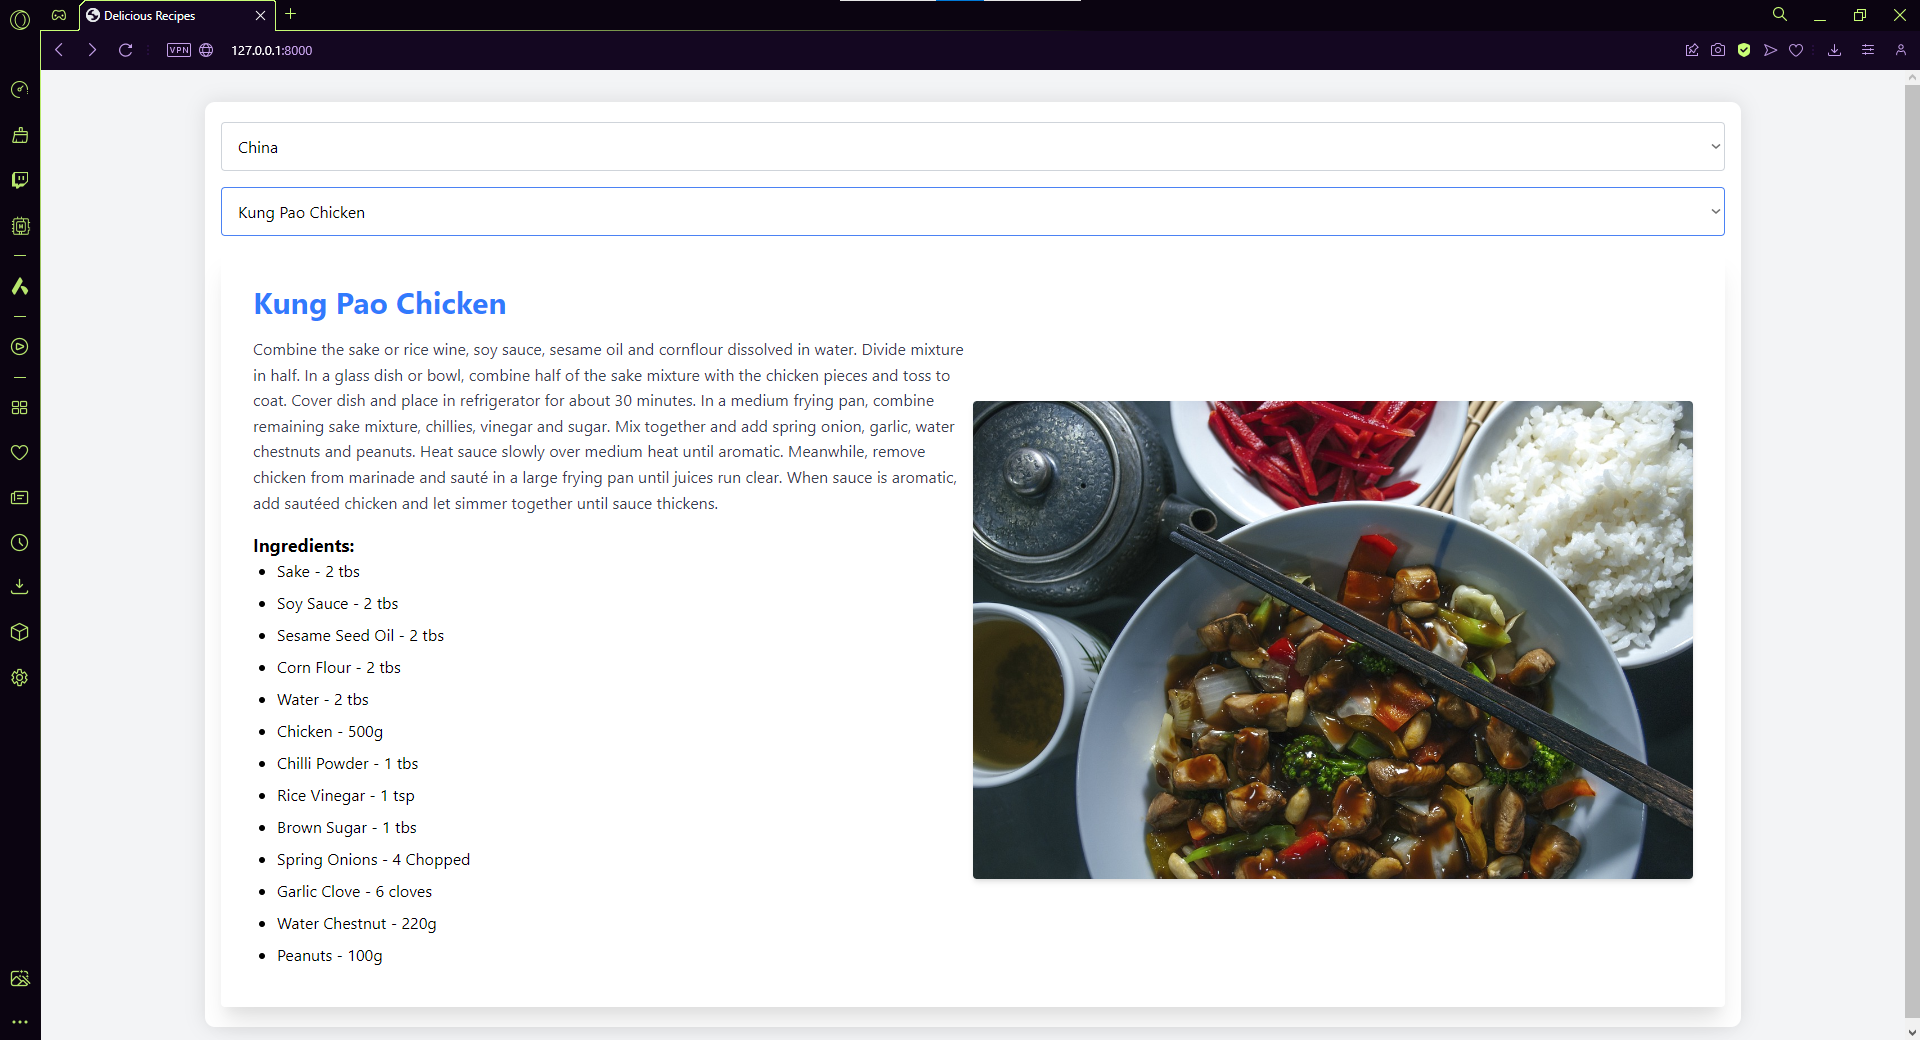 Delicious Recipes
VPN
127.0.0.1:8000
China
Kung Pao Chicken
Kung Pao Chicken
Combine the sake or rice wine, soy sauce, sesame oil and cornflour dissolved in water. Divide mixture
in half. In a glass dish or bowl, combine half of the sake mixture with the chicken pieces and toss to
coat. Cover dish and place in refrigerator for about 30 minutes. In a medium frying pan, combine
remaining sake mixture, chillies, vinegar and sugar. Mix together and add spring onion, garlic, water
chestnuts and peanuts. Heat sauce slowly over medium heat until aromatic. Meanwhile, remove
chicken from marinade and sauté in a large frying pan until juices run clear. When sauce is aromatic,
add sautéed chicken and let simmer together until sauce thickens.
Ingredients:
Sake - 2 tbs
Soy Sauce - 2 tbs
Sesame Seed Oil - 2 tbs
Corn Flour - 2 tbs
Water - 2 tbs
Chicken - 500g
Chilli Powder - 1 tbs
Rice Vinegar - 1 tsp
Brown Sugar - 1 tbs
Spring Onions - 4 Chopped
Garlic Clove - 6 cloves
Water Chestnut - 220g
Peanuts - 100g